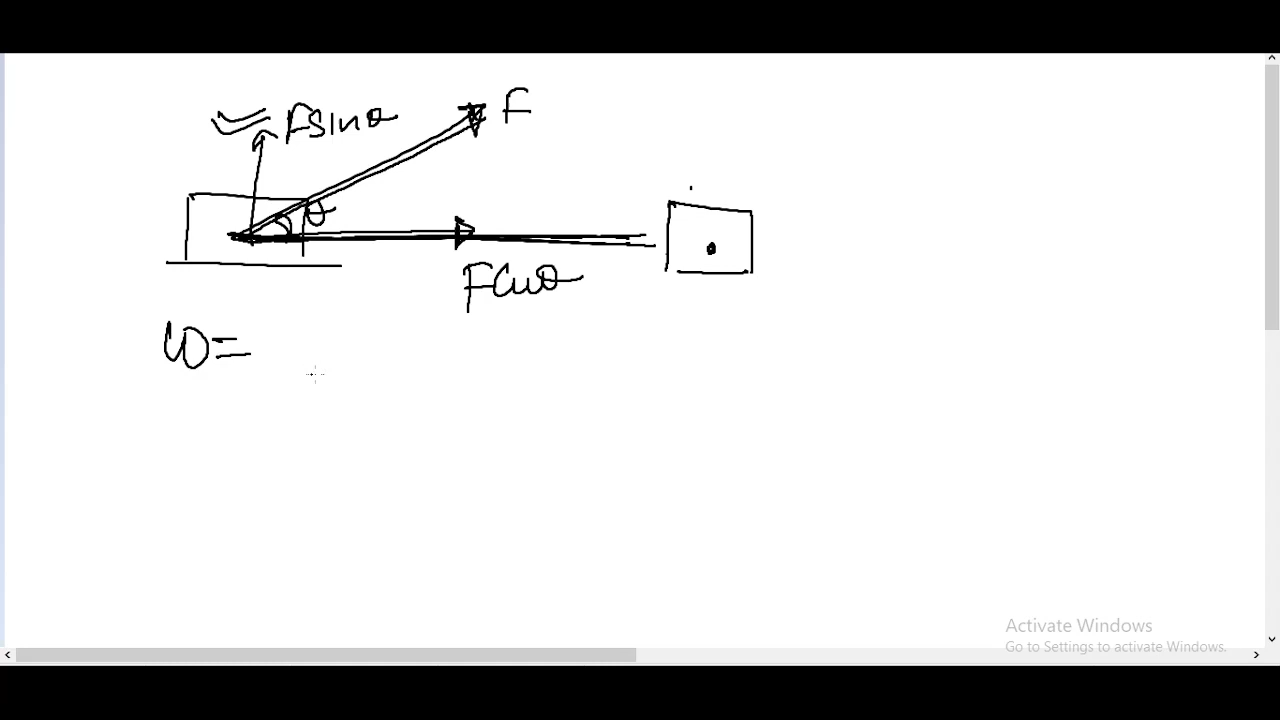 Fsinθ
F
θ
Fcosθ
W=
Activate Windows
Go to Settings to activate Windows.